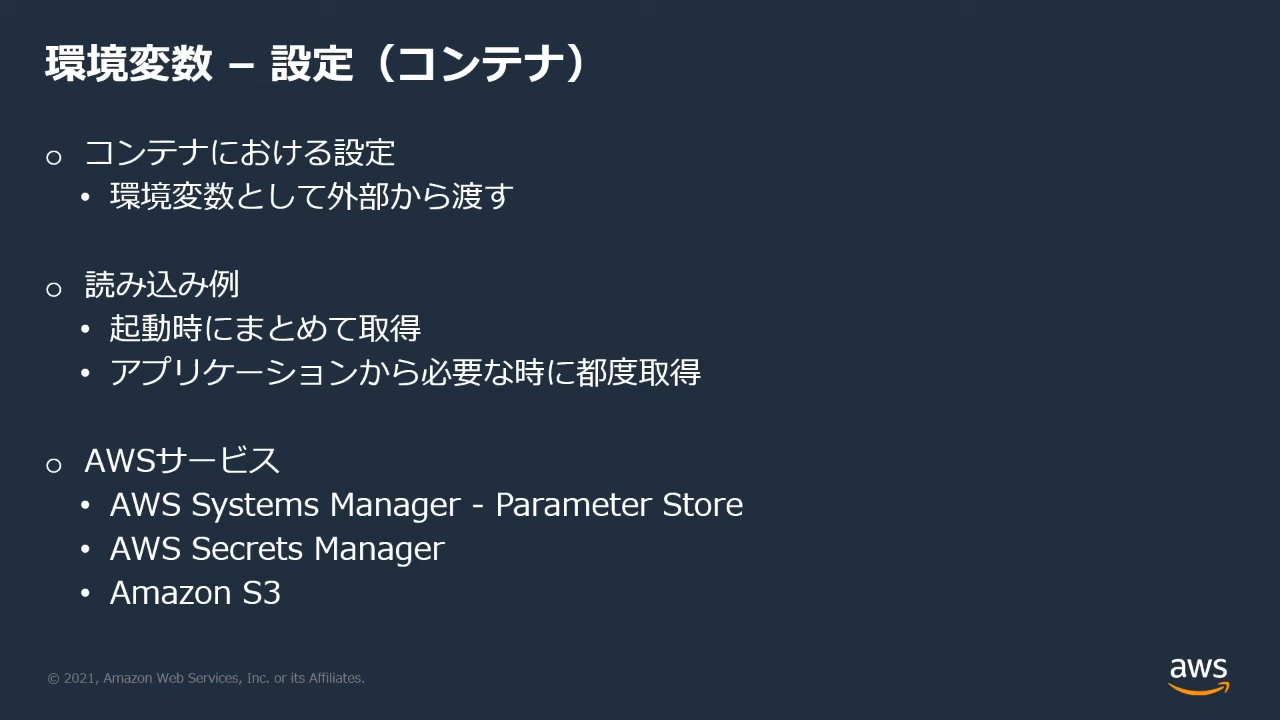 環境変数 – 設定（コンテナ）
o コンテナにおける設定
• 環境変数として外部から渡す
o 読み込み例
• 起動時にまとめて取得
• アプリケーションから必要な時に都度取得
o AWSサービス
• AWS Systems Manager - Parameter Store
• AWS Secrets Manager
• Amazon S3
© 2021, Amazon Web Services, Inc. or its Affiliates.
aws